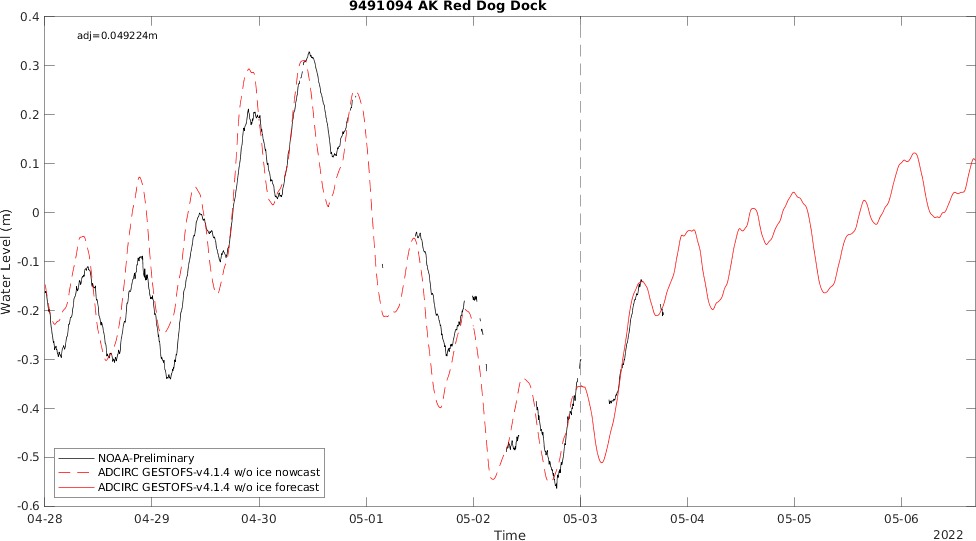 9491094 AK Red Dog Dock
adj=0.049224m
0.4
0.3
0.2
0.1
0
-0.1
-0.2
-0.3
-0.4
-0.5
-0.6
Water Level (m)
NOAA-Preliminary
ADCIRC GESTOFS-v4.1.4 w/o ice nowcast
ADCIRC GESTOFS-v4.1.4 w/o ice forecast
04-28 04-29 04-30 05-01 05-02 05-03 05-04 05-05 05-06
Time
2022